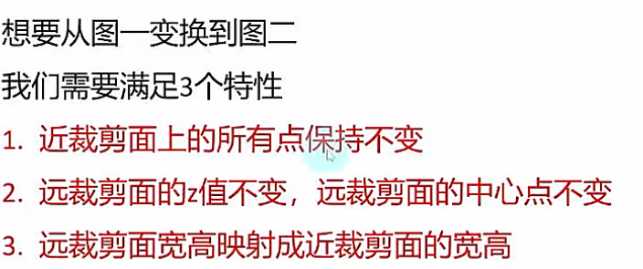 想要从图一变换到图二
我们需要满足3个特性
1. 近裁剪面上的所有点保持不变
2. 远裁剪面的z值不变，远裁剪面的中心点不变
3. 远裁剪面宽高映射成近裁剪面的宽高